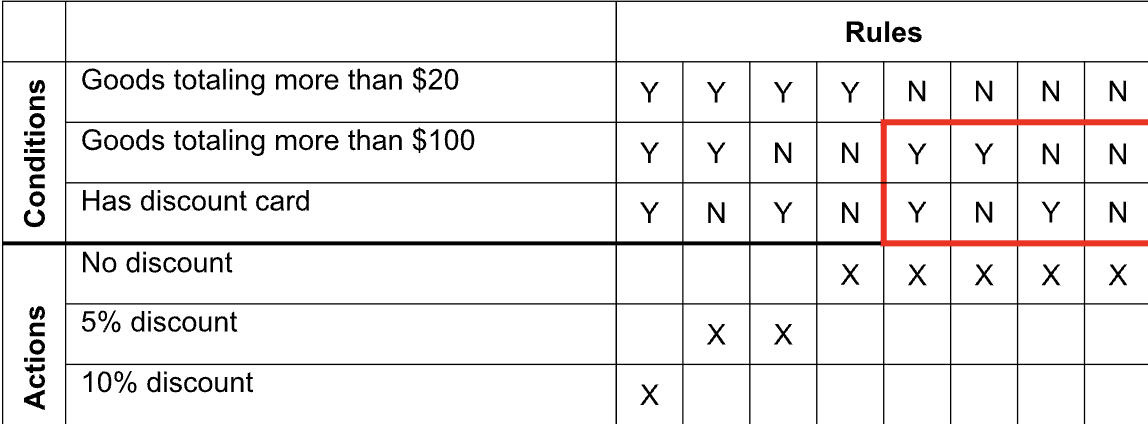 Rules
Conditions
Goods totaling more than $20 Y Y Y Y N N N N
Goods totaling more than $100 Y Y N N Y Y N N
Has discount card Y N Y N Y N Y N
Actions
No discount X X X X X
5% discount X X
10% discount X